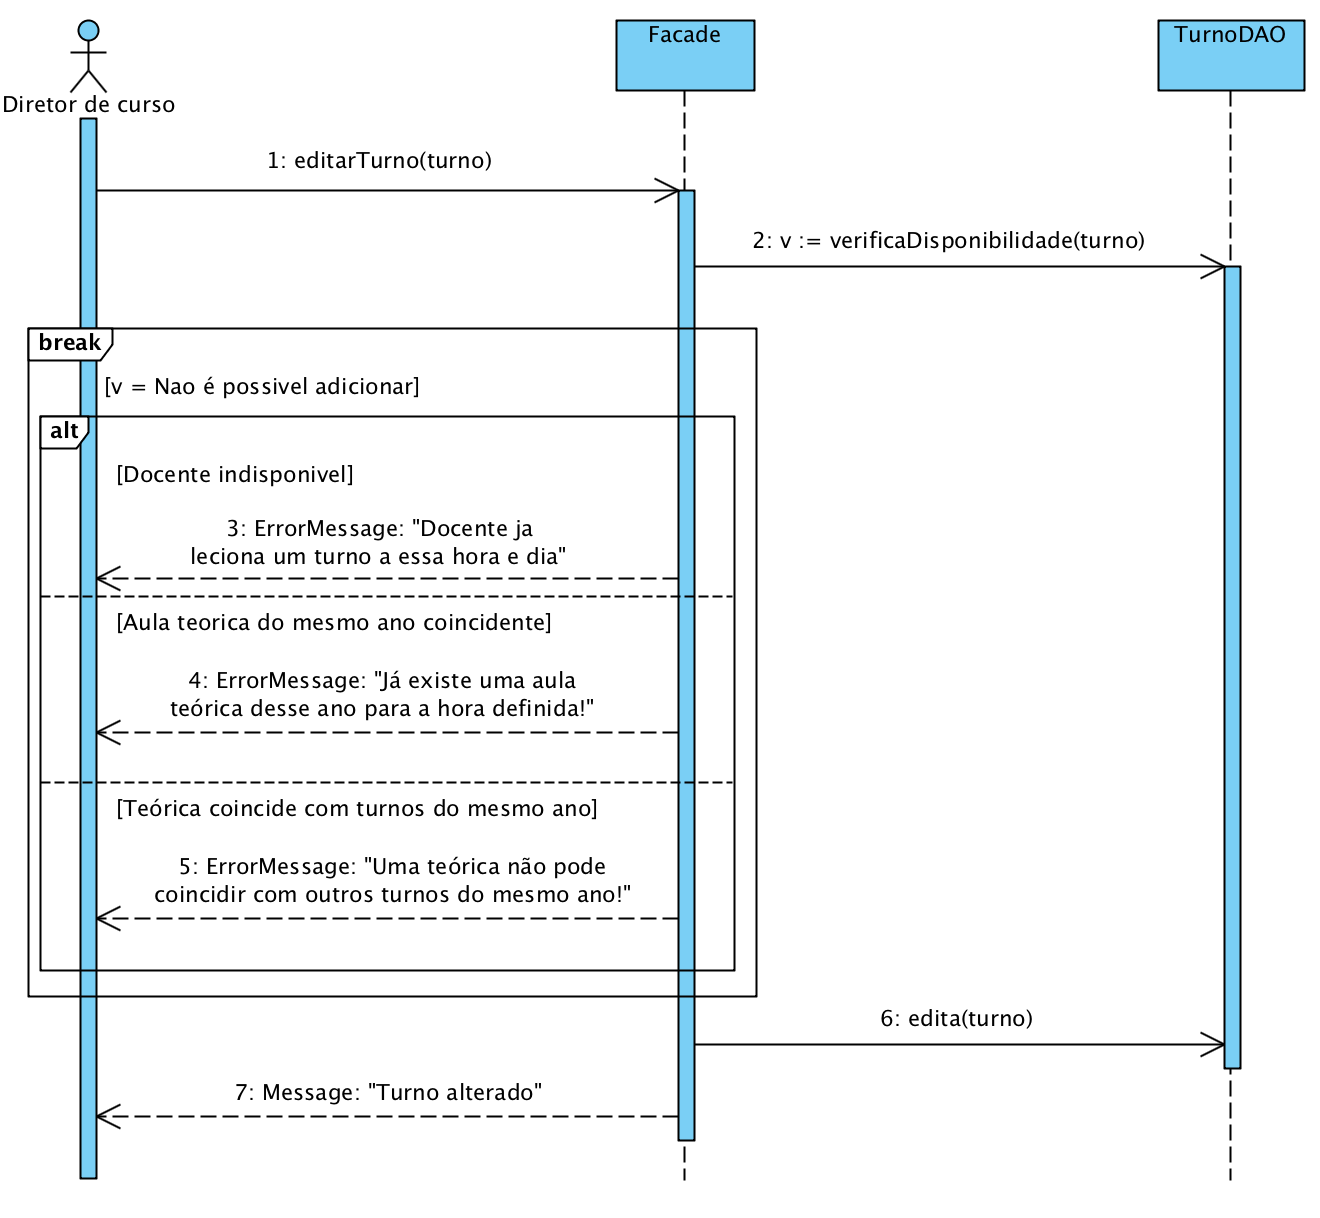 Facade
TurnoDAO
Diretor de curso
1: editarTurno(turno)
2: v := verificaDisponibilidade(turno)
break
[v = Nao é possivel adicionar]
alt
[Docente indisponivel]
3: ErrorMessage: "Docente ja
leciona um turno a essa hora e dia"
[Aula teorica do mesmo ano coincidente]
4: ErrorMessage: "Já existe uma aula
teórica desse ano para a hora definida!"
[Teórica coincide com turnos do mesmo ano]
5: ErrorMessage: "Uma teórica não pode
coincidir com outros turnos do mesmo ano!"
6: edita(turno)
7: Message: "Turno alterado"